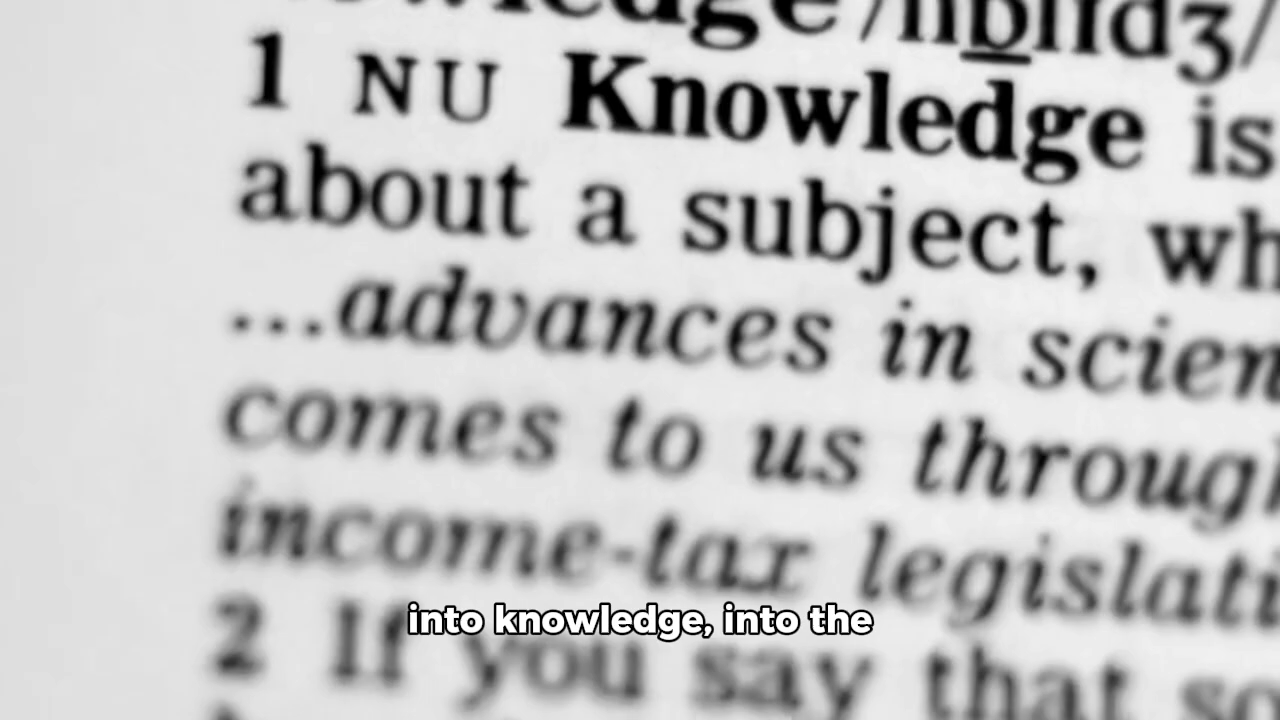 1 NU Knowledge is
about a subject, wh
...advances in scien
comes to us through
income-tax legislati
2 If you say that so
into knowledge, into the